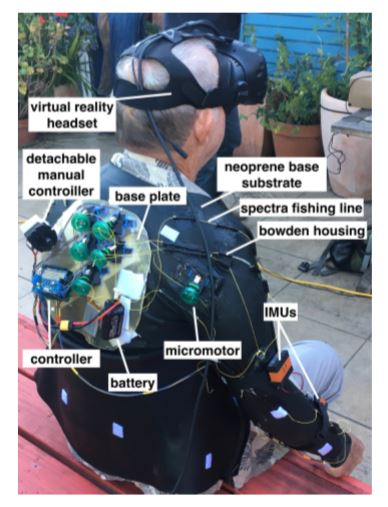 virtual reality
headset
detachable
manual
controiller
base plate
neoprene base
substrate
spectra fishing line
bowden housing
IMUs
controller
battery
micromotor